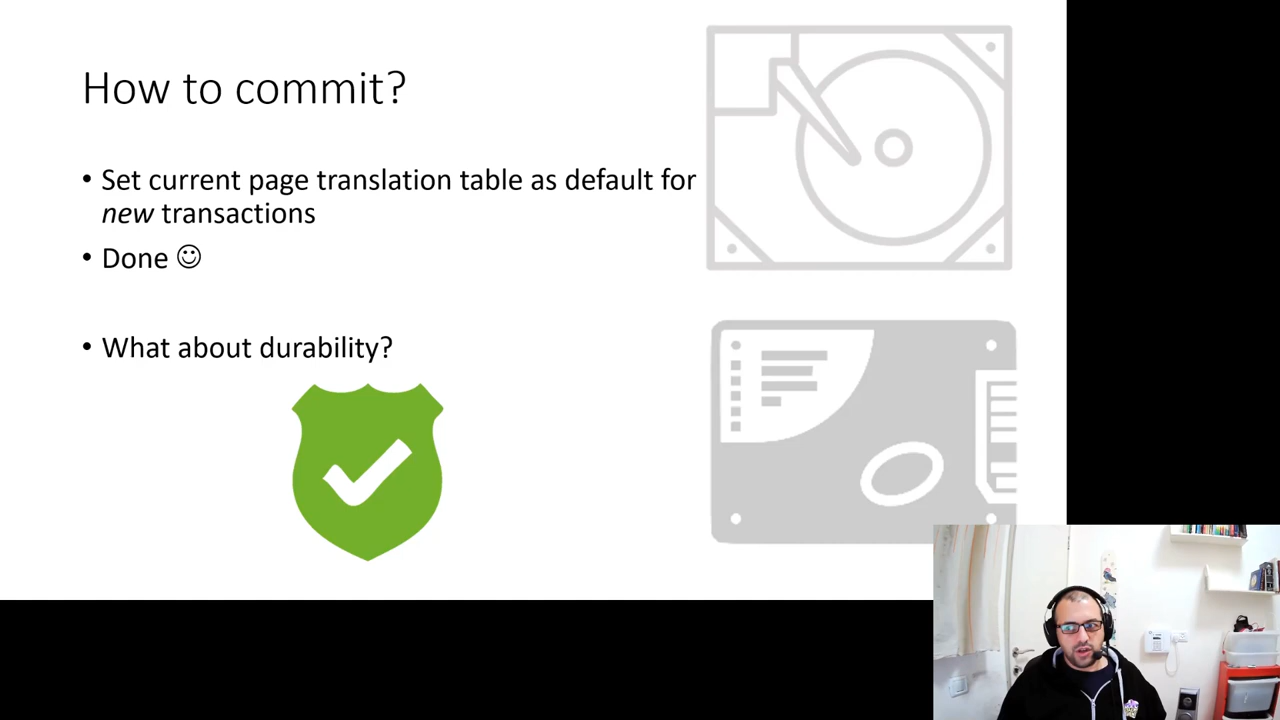 How to commit?
• Set current page translation table as default for
new transactions
• Done ☺
• What about durability?